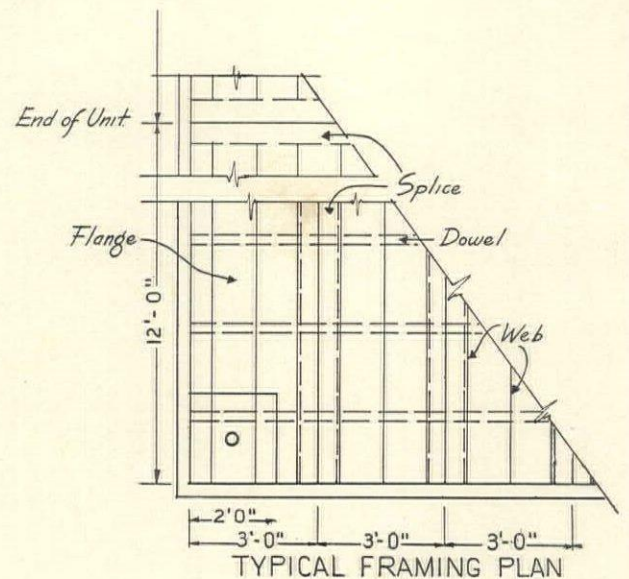 End of Unit
Splice
Flange
Dowel
12'-0"
Web
2'0"
3'-0" 3'-0" 3'-0"
TYPICAL FRAMING PLAN